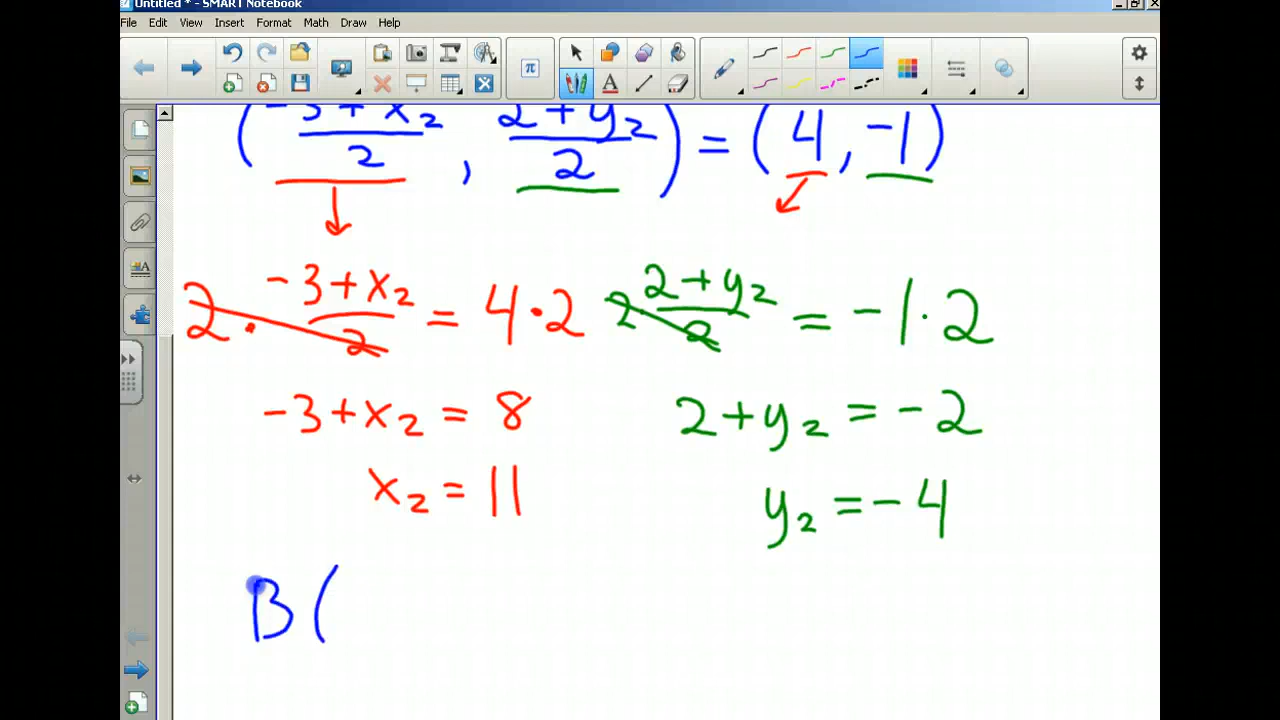 Untitled * - SMART Notebook
File Edit View Insert Format Math Draw Help
π
A
(-3+x₂/2, 2+y₂/2) = (4, -1)
2 · -3+x₂/2 = 4·2
2 2+y₂/2 = -1·2
-3+x₂ = 8
2+y₂ = -2
x₂ = 11
y₂ = -4
B (